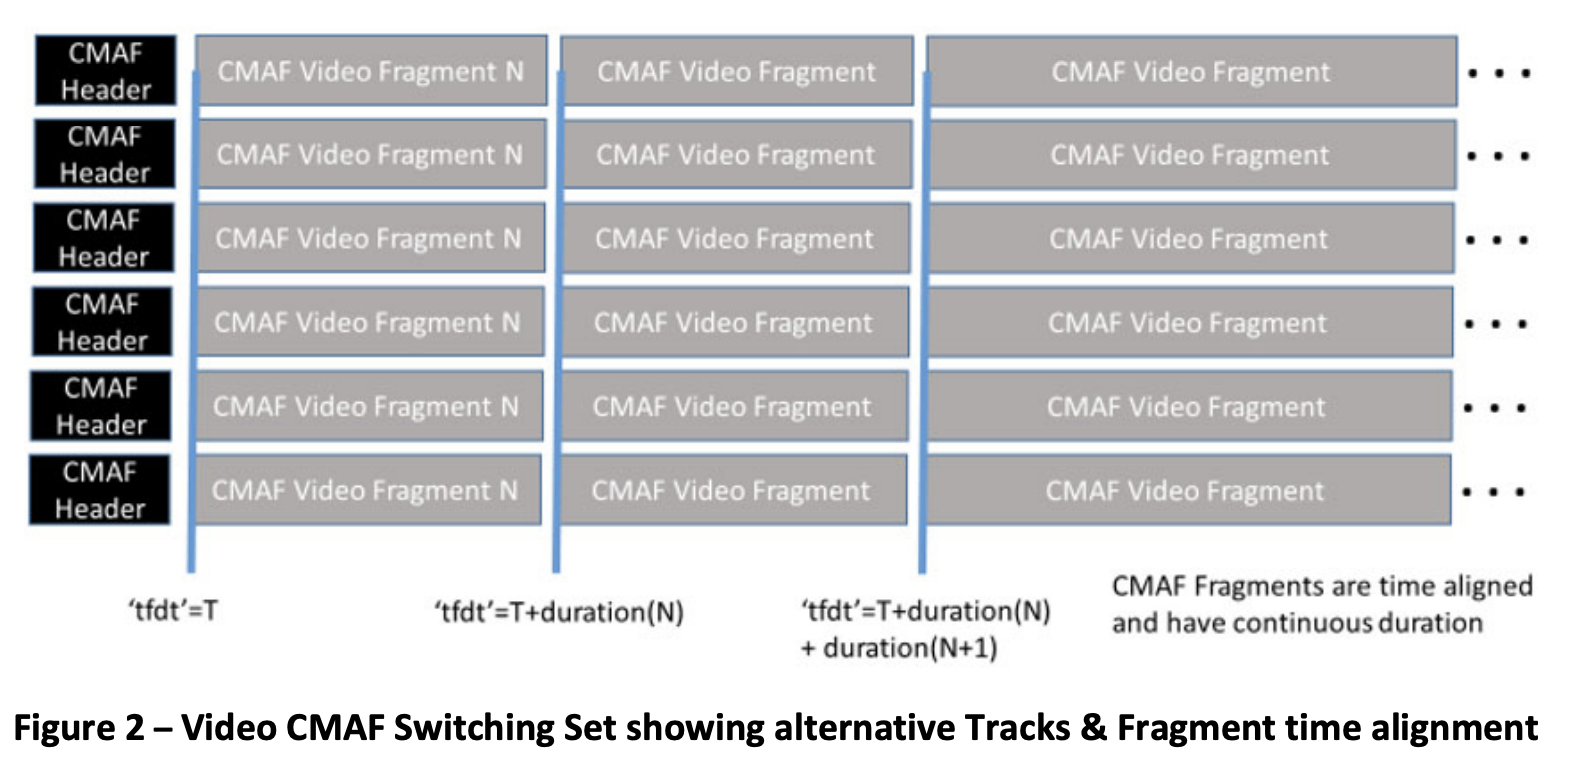 CMAF
Header
CMAF Video Fragment N
CMAF Video Fragment
CMAF Video Fragment
• • •
CMAF
Header
CMAF Video Fragment N
CMAF Video Fragment
CMAF Video Fragment
• • •
CMAF
Header
CMAF Video Fragment N
CMAF Video Fragment
CMAF Video Fragment
• • •
CMAF
Header
CMAF Video Fragment N
CMAF Video Fragment
CMAF Video Fragment
• • •
CMAF
Header
CMAF Video Fragment N
CMAF Video Fragment
CMAF Video Fragment
• • •
CMAF
Header
CMAF Video Fragment N
CMAF Video Fragment
CMAF Video Fragment
• • •
‘tfdt’=T
‘tfdt’=T+duration(N)
‘tfdt’=T+duration(N)
+ duration(N+1)
CMAF Fragments are time aligned
and have continuous duration
Figure 2 – Video CMAF Switching Set showing alternative Tracks & Fragment time alignment